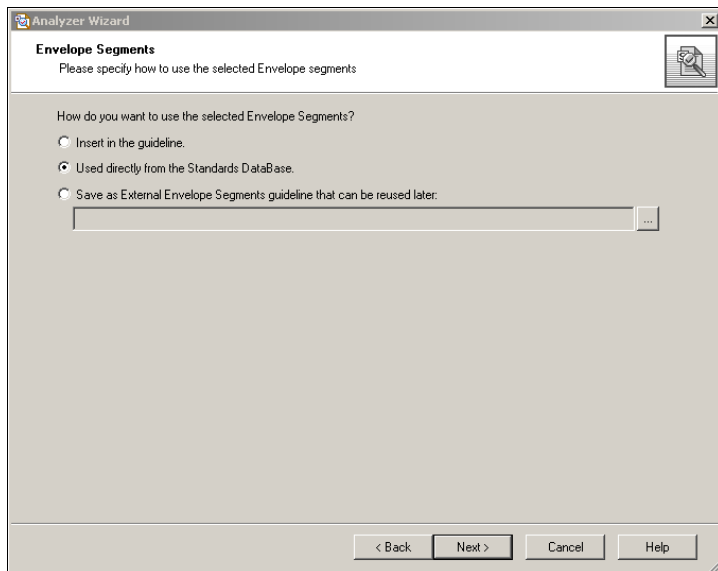 Analyzer Wizard
Envelope Segments
Please specify how to use the selected Envelope segments
How do you want to use the selected Envelope Segments?
Insert in the guideline.
Used directly from the Standards DataBase.
Save as External Envelope Segments guideline that can be reused later:
...
< Back
Next >
Cancel
Help